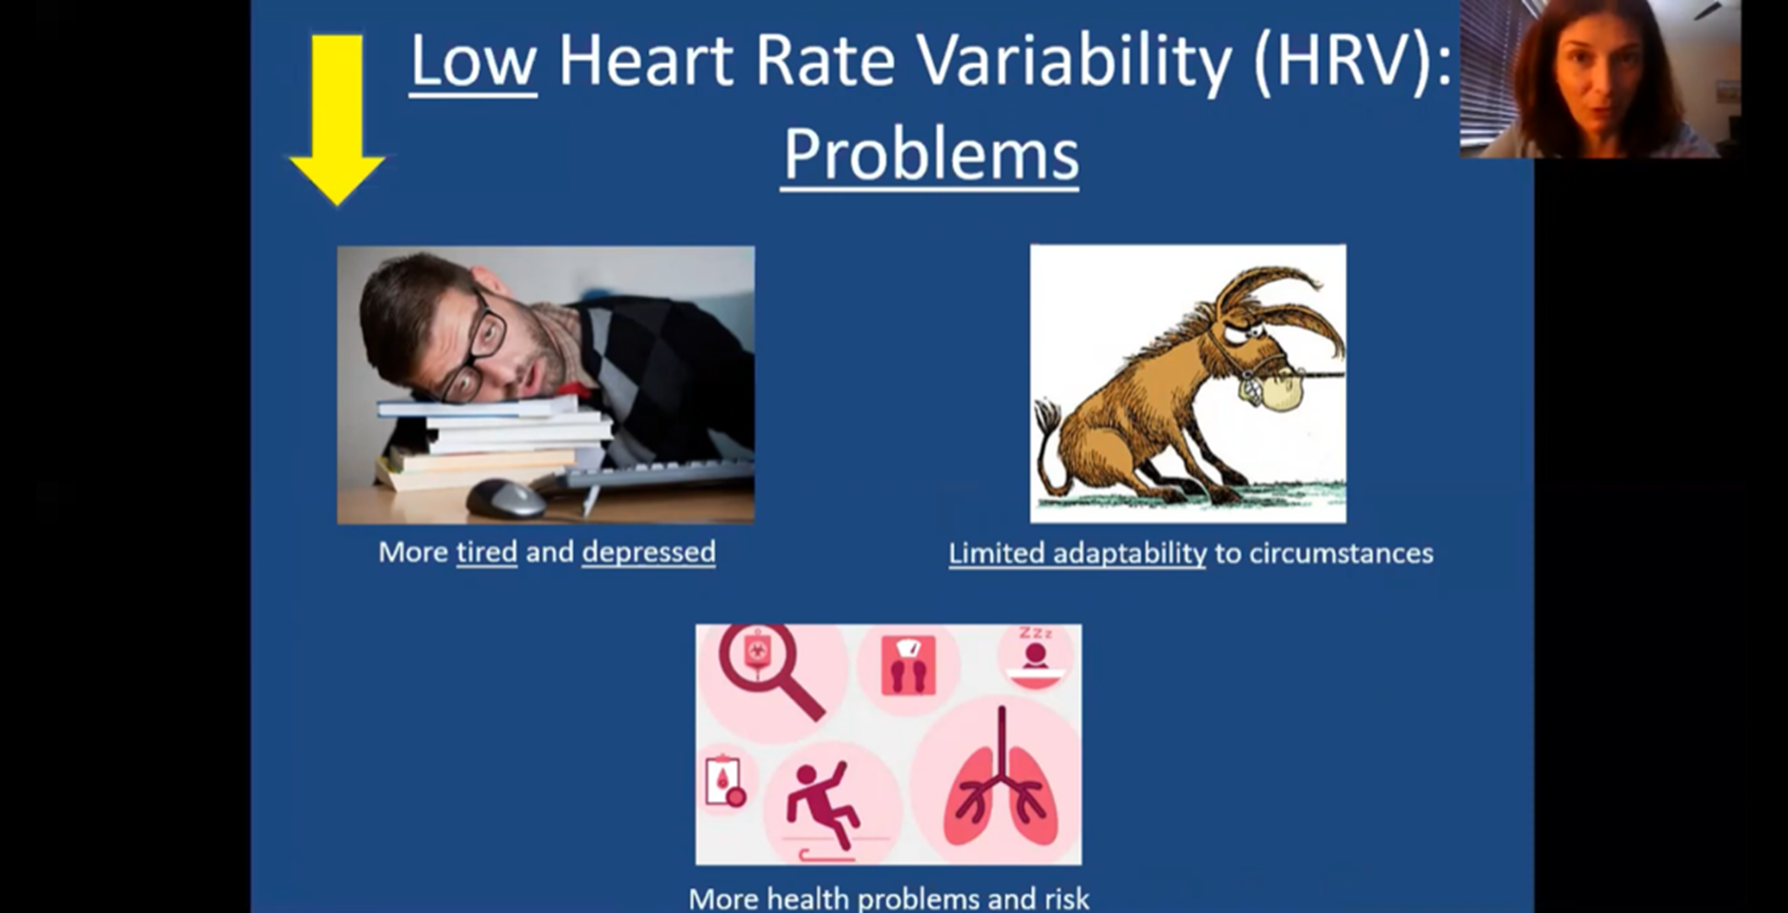 Low Heart Rate Variability (HRV):
Problems
More tired and depressed
Limited adaptability to circumstances
Zzz
More health problems and risk